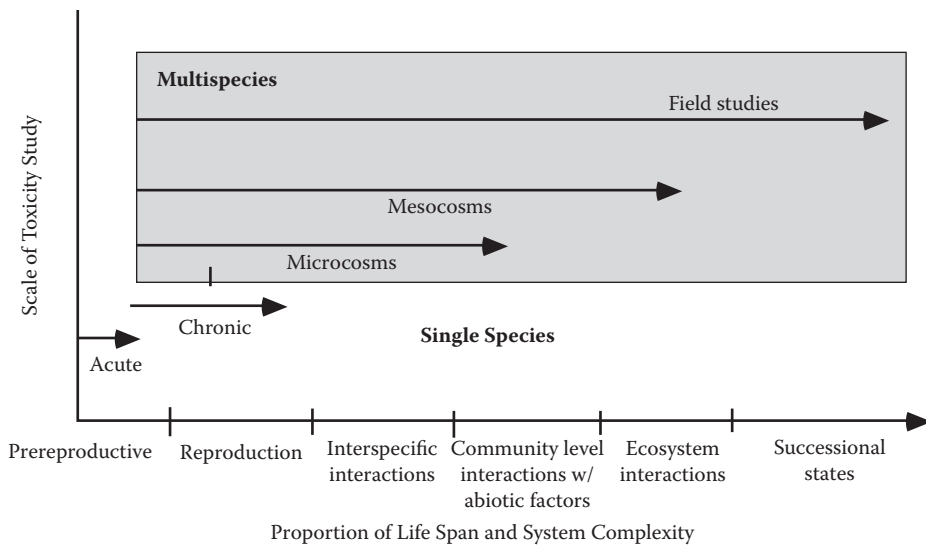 Scale of Toxicity Study
Multispecies
Field studies
Mesocosms
Microcosms
Chronic
Single Species
Acute
Prereproductive
Reproduction
Interspecific
interactions
Community level
interactions w/
abiotic factors
Ecosystem
interactions
Successional
states
Proportion of Life Span and System Complexity